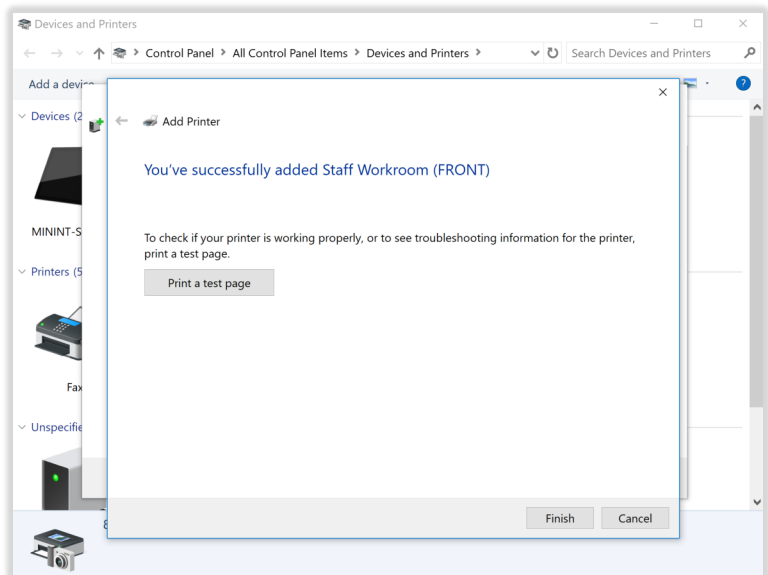 Devices and Printers
Control Panel > All Control Panel Items > Devices and Printers >
Search Devices and Printers
Add a device
?
Devices (2
Add Printer
You've successfully added Staff Workroom (FRONT)
MININT-S
To check if your printer is working properly, or to see troubleshooting information for the printer,
print a test page.
Printers (5
Print a test page
Fax
Unspecifie
Finish
Cancel
8